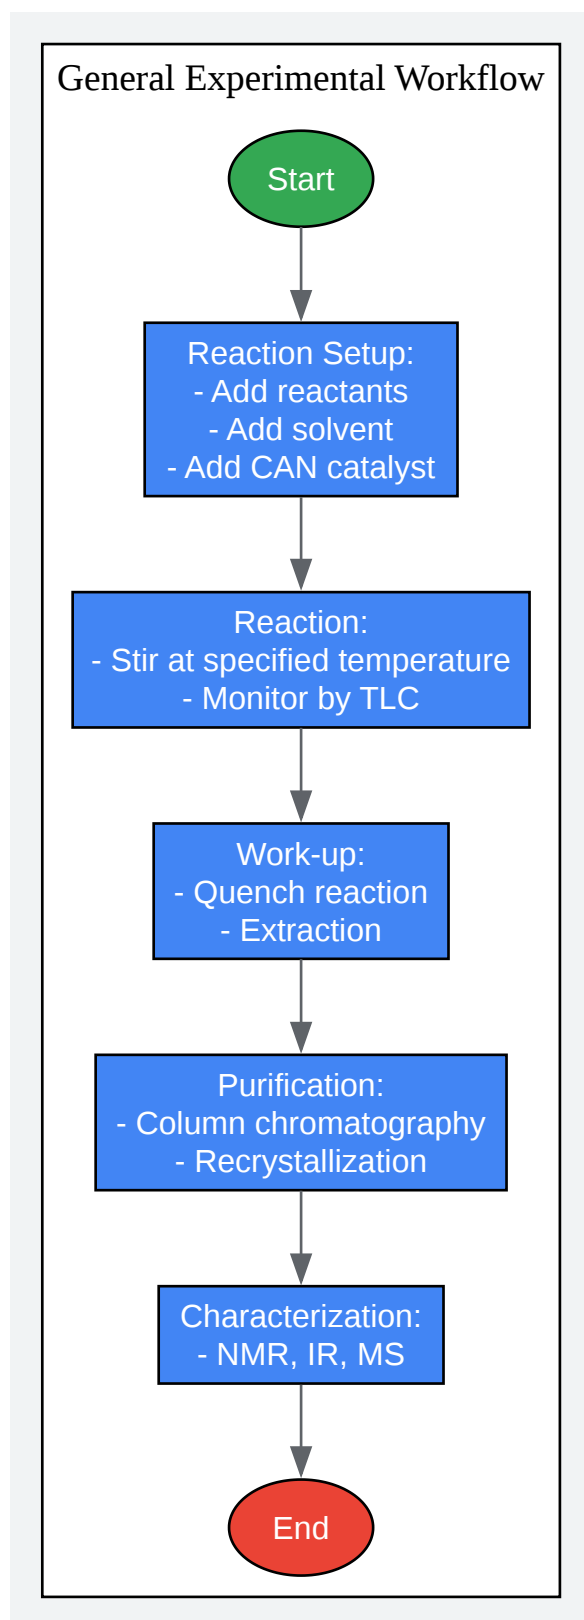 General Experimental Workflow
Start
Reaction Setup:
- Add reactants
- Add solvent
- Add CAN catalyst
Reaction:
- Stir at specified temperature
- Monitor by TLC
Work-up:
- Quench reaction
- Extraction
Purification:
- Column chromatography
- Recrystallization
Characterization:
- NMR, IR, MS
End